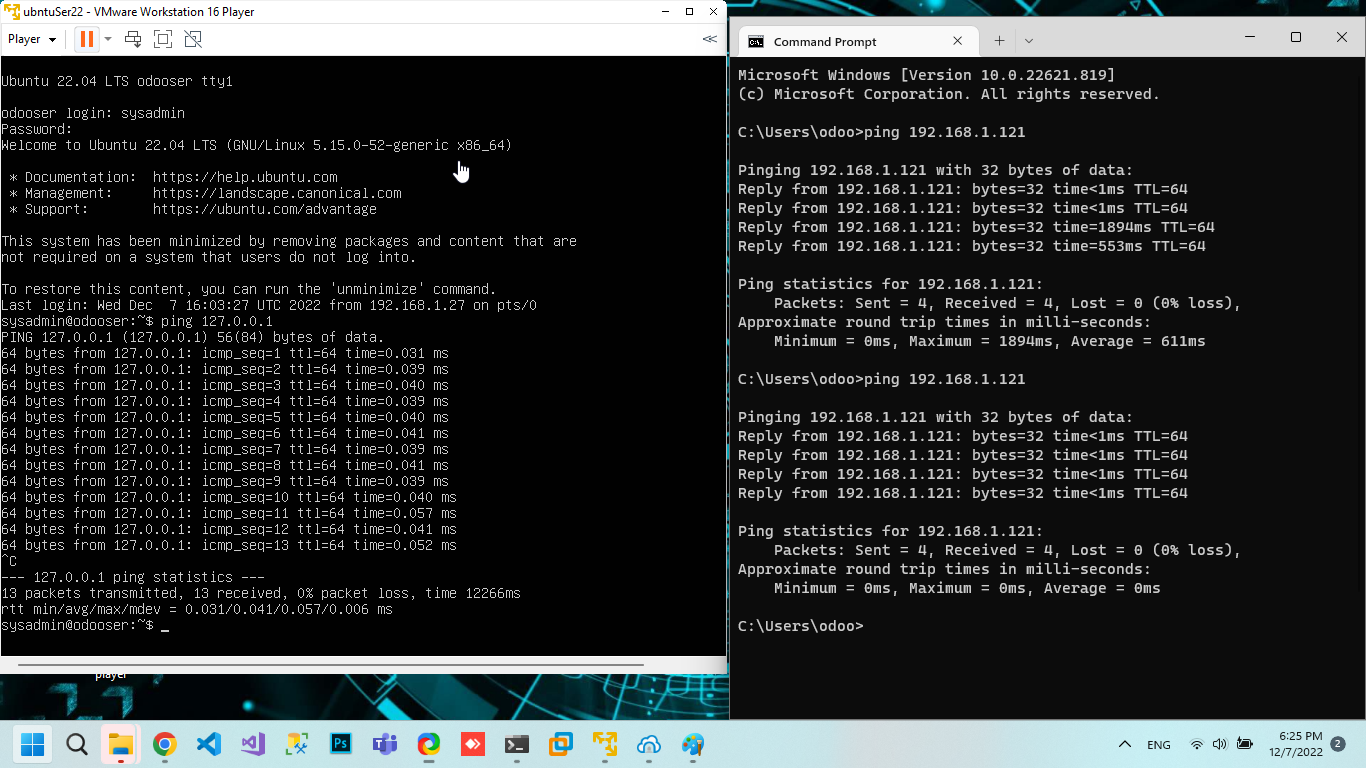 ubntuSer22 - VMware Workstation 16 Player
Player
Ubuntu 22.04 LTS odooser tty1
odooser login: sysadmin
Password:
Welcome to Ubuntu 22.04 LTS (GNU/Linux 5.15.0-52-generic x86_64)
* Documentation:  https://help.ubuntu.com
* Management:     https://landscape.canonical.com
* Support:        https://ubuntu.com/advantage
This system has been minimized by removing packages and content that are
not required on a system that users do not log into.
To restore this content, you can run the 'unminimize' command.
Last login: Wed Dec  7 16:03:27 UTC 2022 from 192.168.1.27 on pts/0
sysadmin@odooser:~$ ping 127.0.0.1
PING 127.0.0.1 (127.0.0.1) 56(84) bytes of data.
64 bytes from 127.0.0.1: icmp_seq=1 ttl=64 time=0.031 ms
64 bytes from 127.0.0.1: icmp_seq=2 ttl=64 time=0.039 ms
64 bytes from 127.0.0.1: icmp_seq=3 ttl=64 time=0.040 ms
64 bytes from 127.0.0.1: icmp_seq=4 ttl=64 time=0.039 ms
64 bytes from 127.0.0.1: icmp_seq=5 ttl=64 time=0.040 ms
64 bytes from 127.0.0.1: icmp_seq=6 ttl=64 time=0.041 ms
64 bytes from 127.0.0.1: icmp_seq=7 ttl=64 time=0.039 ms
64 bytes from 127.0.0.1: icmp_seq=8 ttl=64 time=0.041 ms
64 bytes from 127.0.0.1: icmp_seq=9 ttl=64 time=0.039 ms
64 bytes from 127.0.0.1: icmp_seq=10 ttl=64 time=0.040 ms
64 bytes from 127.0.0.1: icmp_seq=11 ttl=64 time=0.057 ms
64 bytes from 127.0.0.1: icmp_seq=12 ttl=64 time=0.041 ms
64 bytes from 127.0.0.1: icmp_seq=13 ttl=64 time=0.052 ms
^C
--- 127.0.0.1 ping statistics ---
13 packets transmitted, 13 received, 0% packet loss, time 12266ms
rtt min/avg/max/mdev = 0.031/0.041/0.057/0.006 ms
sysadmin@odooser:~$ _
player
Command Prompt
Microsoft Windows [Version 10.0.22621.819]
(c) Microsoft Corporation. All rights reserved.
C:\Users\odoo>ping 192.168.1.121
Pinging 192.168.1.121 with 32 bytes of data:
Reply from 192.168.1.121: bytes=32 time<1ms TTL=64
Reply from 192.168.1.121: bytes=32 time<1ms TTL=64
Reply from 192.168.1.121: bytes=32 time=1894ms TTL=64
Reply from 192.168.1.121: bytes=32 time=553ms TTL=64
Ping statistics for 192.168.1.121:
Packets: Sent = 4, Received = 4, Lost = 0 (0% loss),
Approximate round trip times in milli-seconds:
Minimum = 0ms, Maximum = 1894ms, Average = 611ms
C:\Users\odoo>ping 192.168.1.121
Pinging 192.168.1.121 with 32 bytes of data:
Reply from 192.168.1.121: bytes=32 time<1ms TTL=64
Reply from 192.168.1.121: bytes=32 time<1ms TTL=64
Reply from 192.168.1.121: bytes=32 time<1ms TTL=64
Reply from 192.168.1.121: bytes=32 time<1ms TTL=64
Ping statistics for 192.168.1.121:
Packets: Sent = 4, Received = 4, Lost = 0 (0% loss),
Approximate round trip times in milli-seconds:
Minimum = 0ms, Maximum = 0ms, Average = 0ms
C:\Users\odoo>
Ps
ENG
6:25 PM
12/7/2022
2